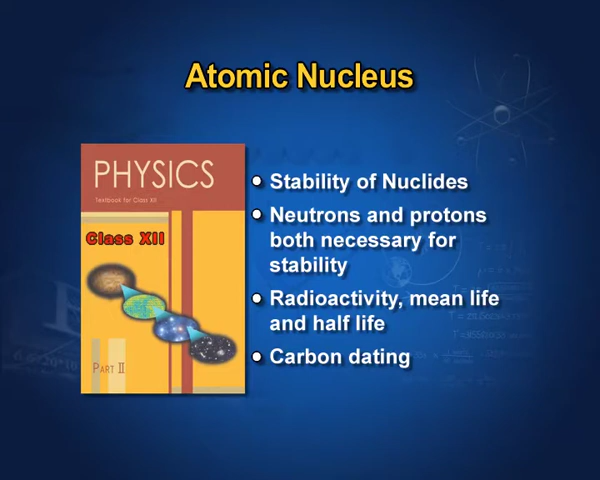 Atomic Nucleus
PHYSICS
Textbook for Class XII
Class XII
PART II
• Stability of Nuclides
• Neutrons and protons
both necessary for
stability
• Radioactivity, mean life
and half life
• Carbon dating